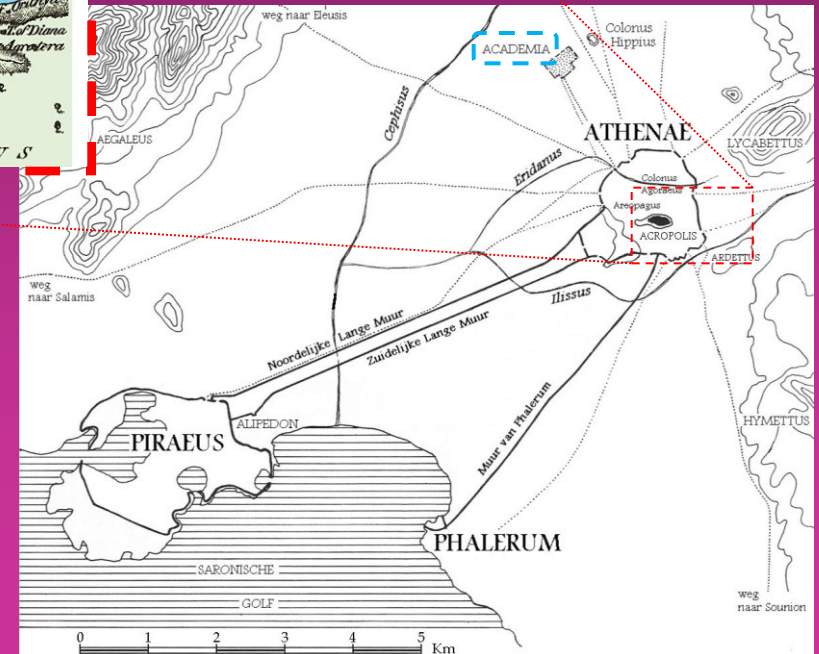 T. of Diana
Agrotera
weg naar Eleusis
Colonus
Hippius
ACADEMIA
Cephisus
AEGALEUS
ATHENAE
LYCABETTUS
Eridanus
Colonus
Agoraeus
Areopagus
ACROPOLIS
ARDETTUS
weg
naar Salamis
Ilissus
Noordelijke Lange Muur
Zuidelijke Lange Muur
ALIPEDON
HYMETTUS
PIRAEUS
Muur van Phalerum
PHALERUM
SARONISCHE
GOLF
weg
naar Sounion
0 1 2 3 4 5 Km